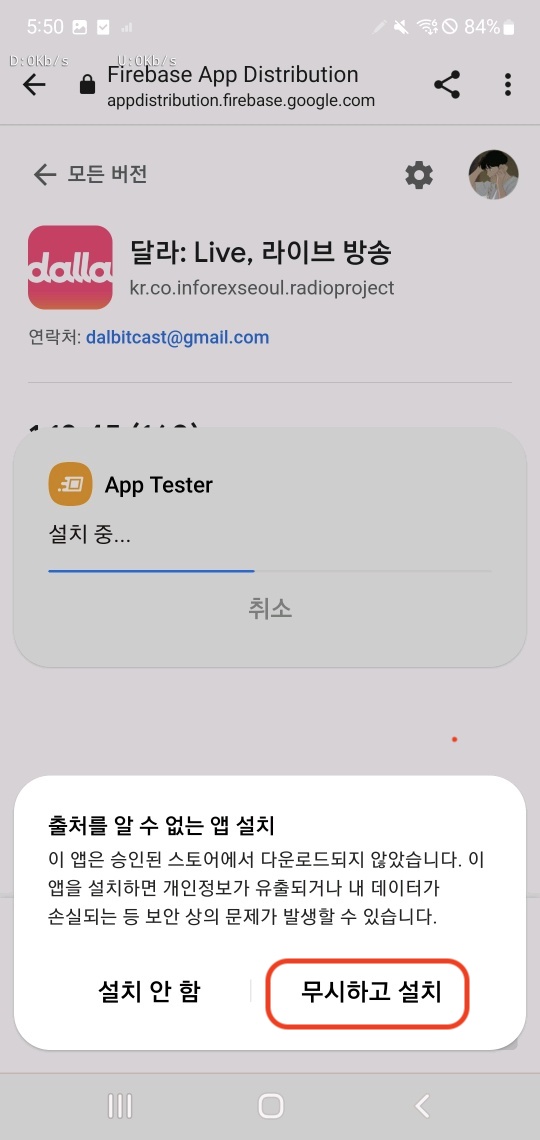 5:50 84%
D:0Kb/s U:0Kb/s
Firebase App Distribution
appdistribution.firebase.google.com
모든 버전
dalla
달라: Live, 라이브 방송
kr.co.inforexseoul.radioproject
연락처: dalbitcast@gmail.com
App Tester
설치 중...
취소
출처를 알 수 없는 앱 설치
이 앱은 승인된 스토어에서 다운로드되지 않았습니다. 이
앱을 설치하면 개인정보가 유출되거나 내 데이터가
손실되는 등 보안 상의 문제가 발생할 수 있습니다.
설치 안 함 무시하고 설치